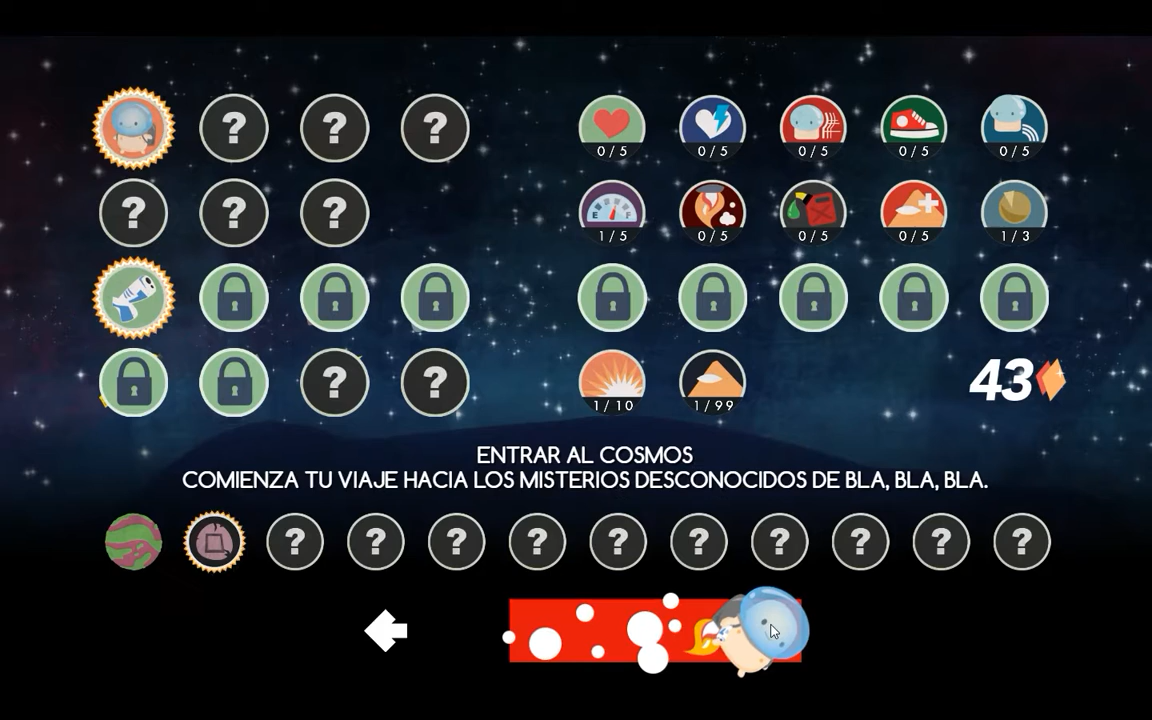 ? ? ?
0 / 5 0 / 5 0 / 5 0 / 5 0 / 5
? ? ?
E F
1 / 5 0 / 5 0 / 5 0 / 5 1 / 3
? ?
1 / 10 1 / 99
43
ENTRAR AL COSMOS
COMIENZA TU VIAJE HACIA LOS MISTERIOS DESCONOCIDOS DE BLA, BLA, BLA.
? ? ? ? ? ? ? ? ? ?